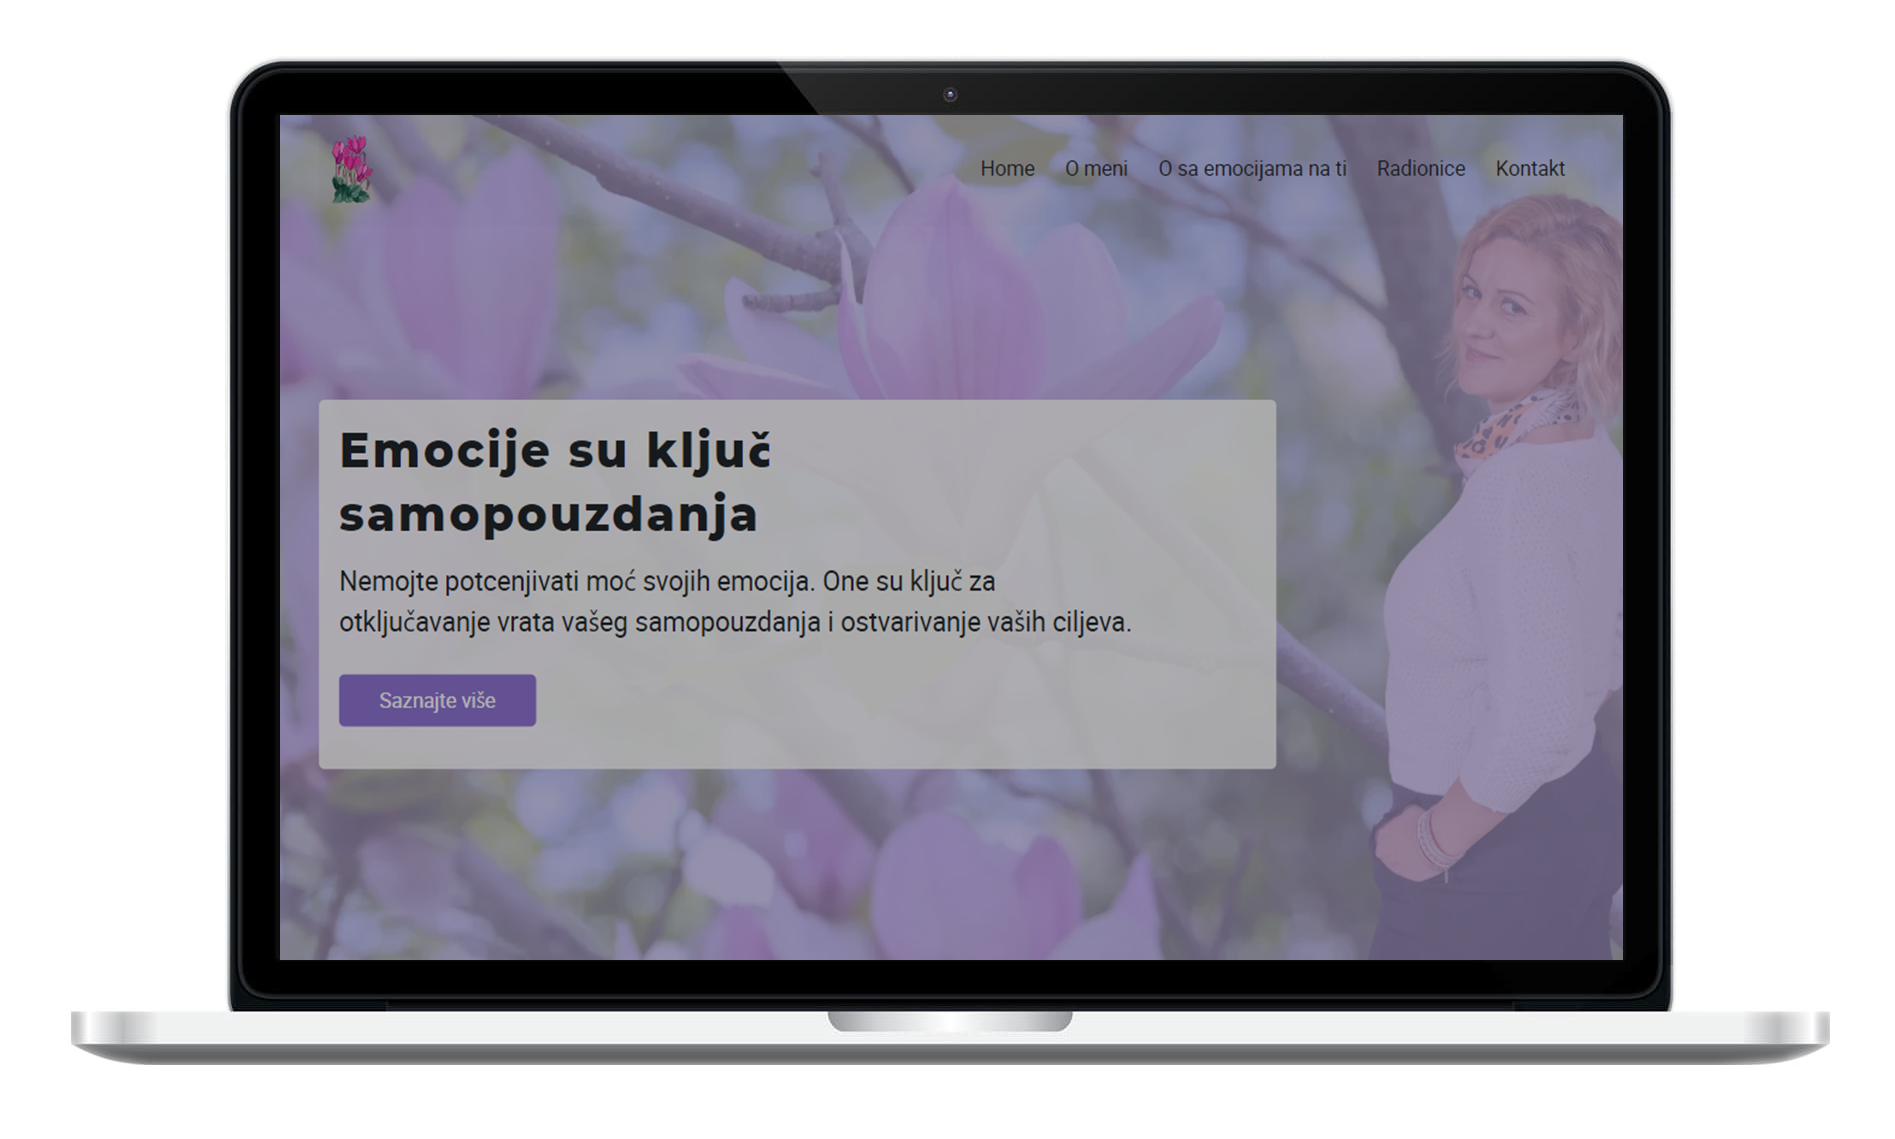 Home O meni O sa emocijama na ti Radionice Kontakt
Emocije su ključ
samopouzdanja
Nemojte potcenjivati moć svojih emocija. One su ključ za
otključavanje vrata vašeg samopouzdanja i ostvarivanje vaših ciljeva.
Saznajte više